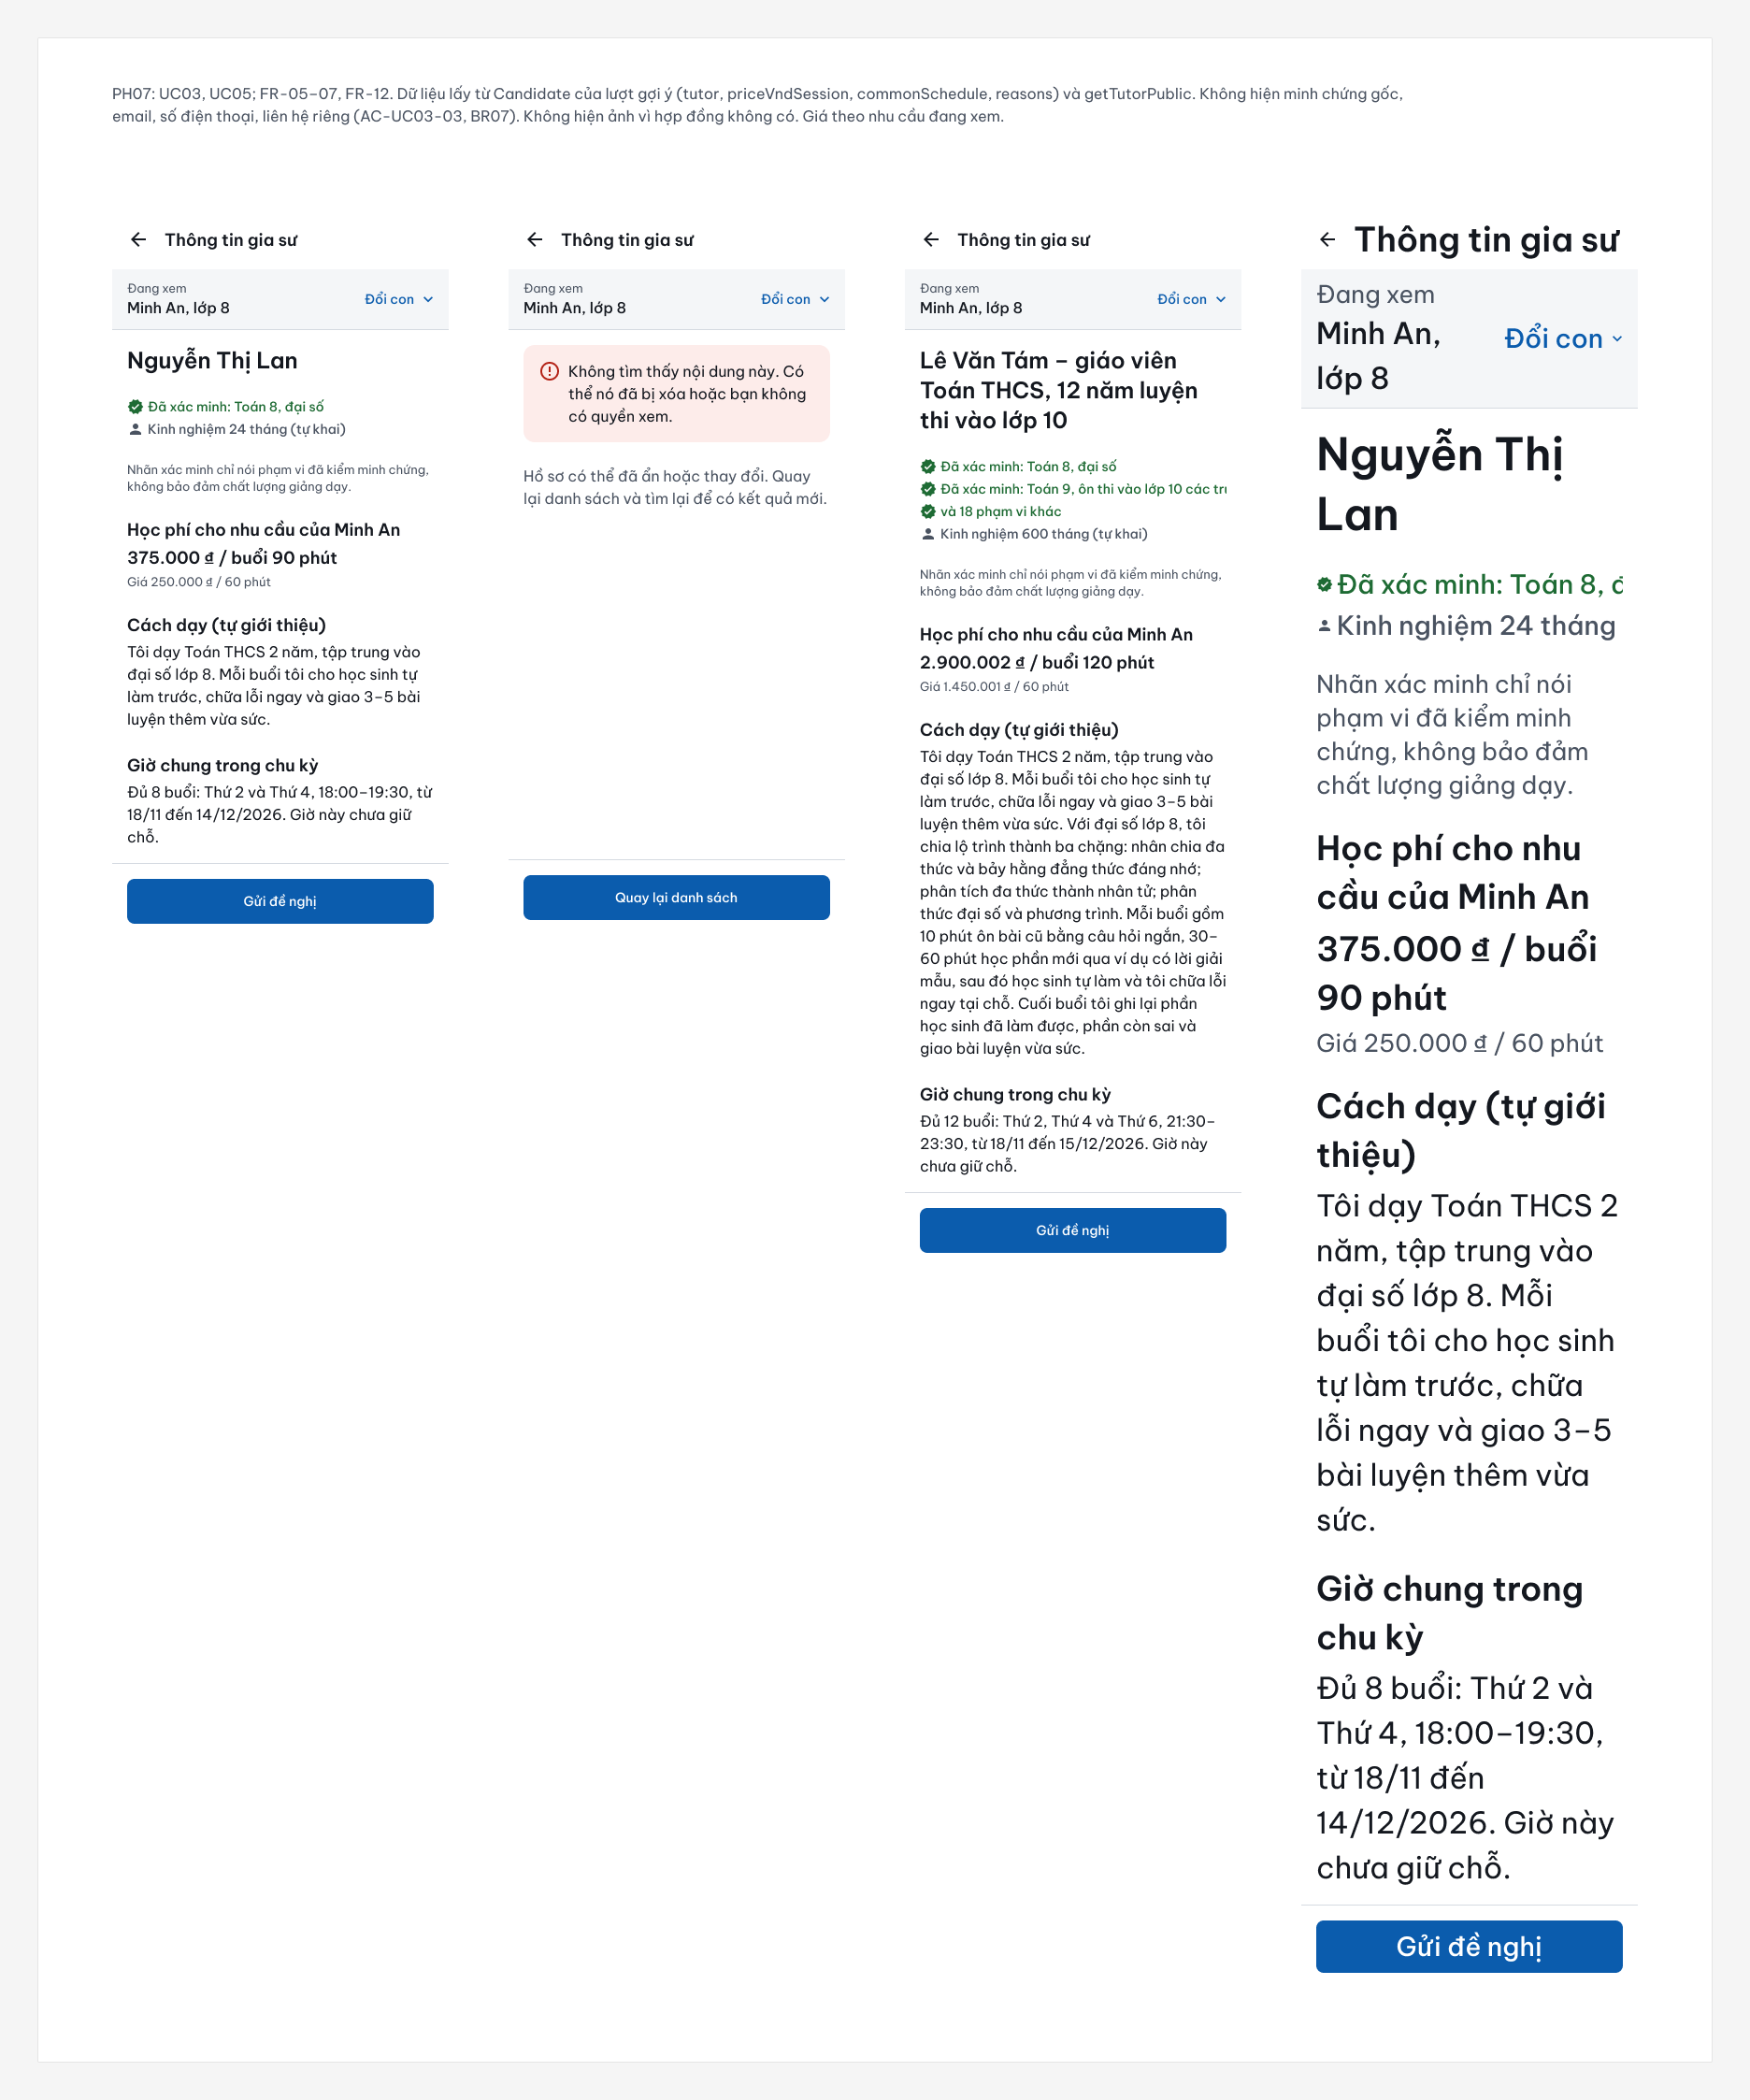 PH07: UC03, UC05; FR-05–07, FR-12. Dữ liệu lấy từ Candidate của lượt gợi ý (tutor, priceVndSession, commonSchedule, reasons) và getTutorPublic. Không hiện minh chứng gốc,
email, số điện thoại, liên hệ riêng (AC-UC03-03, BR07). Không hiện ảnh vì hợp đồng không có. Giá theo nhu cầu đang xem.
Thông tin gia sư
Đang xem
Minh An, lớp 8
Đổi con
Nguyễn Thị Lan
Đã xác minh: Toán 8, đại số
Kinh nghiệm 24 tháng (tự khai)
Nhãn xác minh chỉ nói phạm vi đã kiểm minh chứng,
không bảo đảm chất lượng giảng dạy.
Học phí cho nhu cầu của Minh An
375.000 ₫ / buổi 90 phút
Giá 250.000 ₫ / 60 phút
Cách dạy (tự giới thiệu)
Tôi dạy Toán THCS 2 năm, tập trung vào
đại số lớp 8. Mỗi buổi tôi cho học sinh tự
làm trước, chữa lỗi ngay và giao 3–5 bài
luyện thêm vừa sức.
Giờ chung trong chu kỳ
Đủ 8 buổi: Thứ 2 và Thứ 4, 18:00–19:30, từ
18/11 đến 14/12/2026. Giờ này chưa giữ
chỗ.
Gửi đề nghị
Thông tin gia sư
Đang xem
Minh An, lớp 8
Đổi con
Không tìm thấy nội dung này. Có
thể nó đã bị xóa hoặc bạn không
có quyền xem.
Hồ sơ có thể đã ẩn hoặc thay đổi. Quay
lại danh sách và tìm lại để có kết quả mới.
Quay lại danh sách
Thông tin gia sư
Đang xem
Minh An, lớp 8
Đổi con
Lê Văn Tám – giáo viên
Toán THCS, 12 năm luyện
thi vào lớp 10
Đã xác minh: Toán 8, đại số
Đã xác minh: Toán 9, ôn thi vào lớp 10 các
và 18 phạm vi khác
Kinh nghiệm 600 tháng (tự khai)
Nhãn xác minh chỉ nói phạm vi đã kiểm minh chứng,
không bảo đảm chất lượng giảng dạy.
Học phí cho nhu cầu của Minh An
2.900.002 ₫ / buổi 120 phút
Giá 1.450.001 ₫ / 60 phút
Cách dạy (tự giới thiệu)
Tôi dạy Toán THCS 2 năm, tập trung vào
đại số lớp 8. Mỗi buổi tôi cho học sinh tự
làm trước, chữa lỗi ngay và giao 3–5 bài
luyện thêm vừa sức. Với đại số lớp 8, tôi
chia lộ trình thành ba chặng: nhân chia đa
thức và bảy hằng đẳng thức đáng nhớ;
phân tích đa thức thành nhân tử; phân
thức đại số và phương trình. Mỗi buổi gồm
10 phút ôn bài cũ bằng câu hỏi ngắn, 30–
60 phút học phần mới qua ví dụ có lời giải
mẫu, sau đó học sinh tự làm và tôi chữa lỗi
ngay tại chỗ. Cuối buổi tôi ghi lại phần
học sinh đã làm được, phần còn sai và
giao bài luyện vừa sức.
Giờ chung trong chu kỳ
Đủ 12 buổi: Thứ 2, Thứ 4 và Thứ 6, 21:30–
23:30, từ 18/11 đến 15/12/2026. Giờ này
chưa giữ chỗ.
Gửi đề nghị
Thông tin gia sư
Đang xem
Minh An,
lớp 8
Đổi con
Nguyễn Thị
Lan
Đã xác minh: Toán 8,
Kinh nghiệm 24 tháng
Nhãn xác minh chỉ nói
phạm vi đã kiểm minh
chứng, không bảo đảm
chất lượng giảng dạy.
Học phí cho nhu
cầu của Minh An
375.000 ₫ / buổi
90 phút
Giá 250.000 ₫ / 60 phút
Cách dạy (tự giới
thiệu)
Tôi dạy Toán THCS 2
năm, tập trung vào
đại số lớp 8. Mỗi
buổi tôi cho học sinh
tự làm trước, chữa
lỗi ngay và giao 3–5
bài luyện thêm vừa
sức.
Giờ chung trong
chu kỳ
Đủ 8 buổi: Thứ 2 và
Thứ 4, 18:00–19:30,
từ 18/11 đến
14/12/2026. Giờ này
chưa giữ chỗ.
Gửi đề nghị